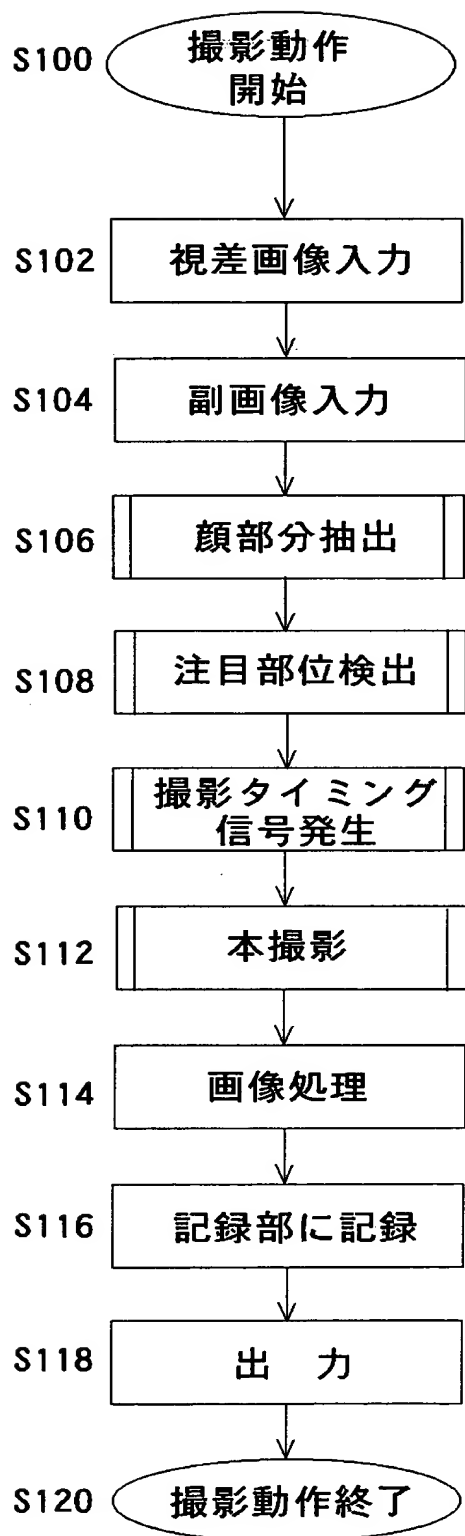 S100
撮影動作
開始
S102
視差画像入力
S104
副画像入力
S106
顔部分抽出
S108
注目部位検出
S110
撮影タイミング
信号発生
S112
本撮影
S114
画像処理
S116
記録部に記録
S118
出　力
S120
撮影動作終了